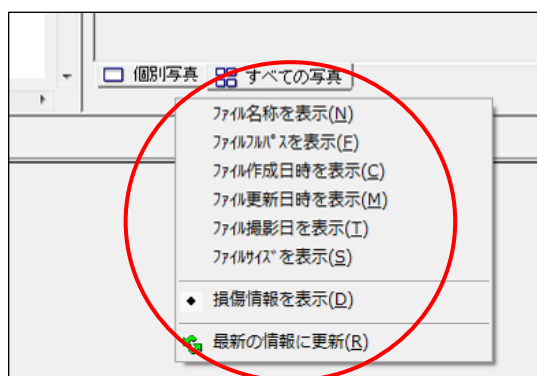 個別写真 すべての写真
ﾌｧｲﾙ名称を表示(N)
ﾌｧｲﾙﾌﾙﾊﾟｽを表示(F)
ﾌｧｲﾙ作成日時を表示(C)
ﾌｧｲﾙ更新日時を表示(M)
ﾌｧｲﾙ撮影日を表示(T)
ﾌｧｲﾙｻｲｽﾞを表示(S)
損傷情報を表示(D)
最新の情報に更新(R)